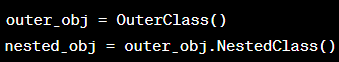 outer_obj = OuterClass()
nested_obj = outer_obj.NestedClass()